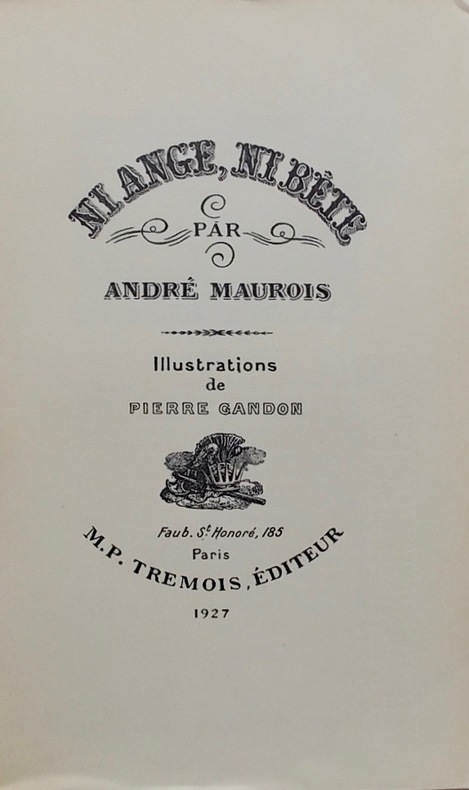 NI ANGE, NI BÊTE
PAR
ANDRÉ MAUROIS
Illustrations
de
PIERRE GANDON
Faub. St Honoré, 185
Paris
M.P. TREMOIS, ÉDITEUR
1927